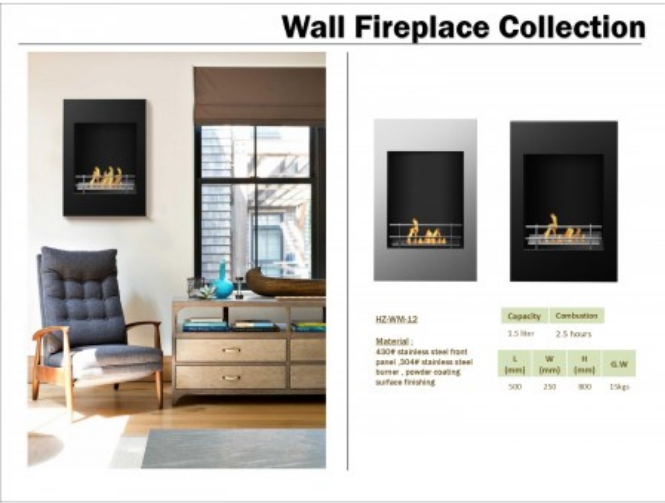 Wall Fireplace Collection
HZ-WM-12
Material :
430# stainless steel front
panel ,304# stainless steel
burner , powder coating
surface finishing
Capacity Combustion
1.5 liter 2.5 hours
L (mm) W (mm) H (mm) G.W
500 250 800 15kgs